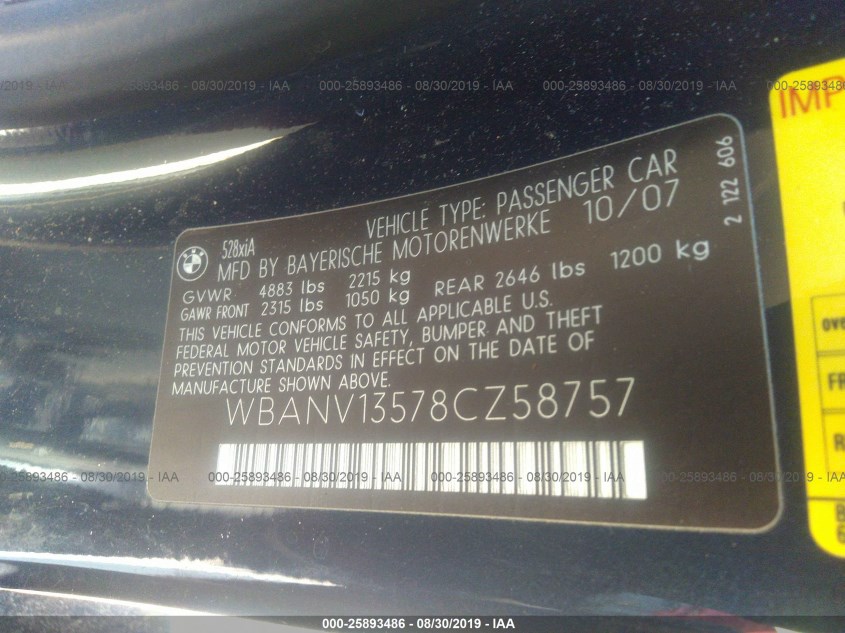 000-25893486 - 08/30/2019 - IAA
000-25893486 - 08/30/2019 - IAA
000-25893486 - 08/30/2019 - IAA
IMP
2 122 606
528xiA
VEHICLE TYPE: PASSENGER CAR
MFD BY BAYERISCHE MOTORENWERKE 10/07
GVWR 4883 lbs 2215 kg
GAWR FRONT 2315 lbs 1050 kg REAR 2646 lbs 1200 kg
THIS VEHICLE CONFORMS TO ALL APPLICABLE U.S.
FEDERAL MOTOR VEHICLE SAFETY, BUMPER AND THEFT
PREVENTION STANDARDS IN EFFECT ON THE DATE OF
MANUFACTURE SHOWN ABOVE.
WBANV13578CZ58757
ove
FR
R
000-25893486 - 08/30/2019 - IAA
000-25893486 - 08/30/2019 - IAA
000-25893486 - 08/30/2019 - IAA
000-25893486 - 08/30/2019 - IAA